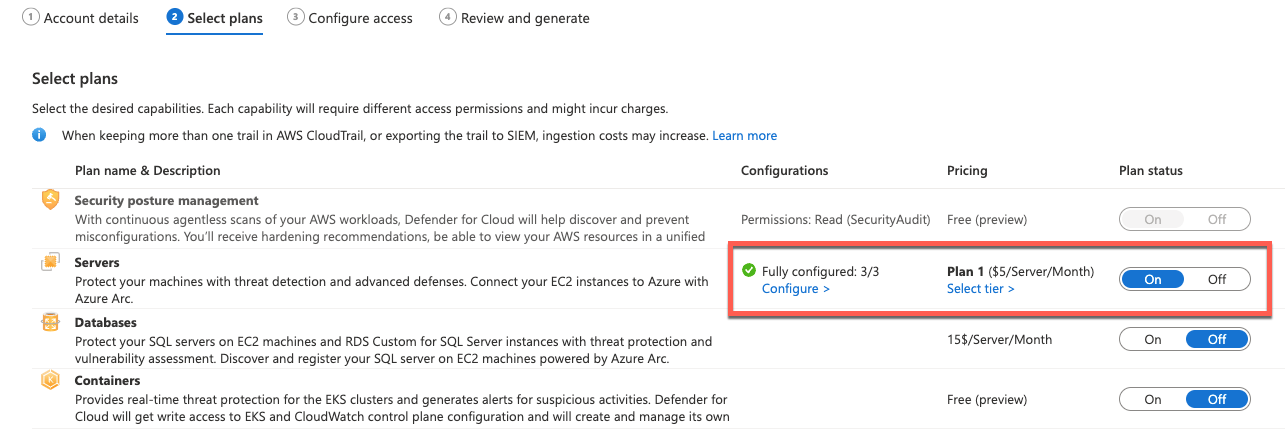 1 Account details 2 Select plans 3 Configure access 4 Review and generate
Select plans
Select the desired capabilities. Each capability will require different access permissions and might incur charges.
When keeping more than one trail in AWS CloudTrail, or exporting the trail to SIEM, ingestion costs may increase. Learn more
Plan name & Description Configurations Pricing Plan status
Security posture management
With continuous agentless scans of your AWS workloads, Defender for Cloud will help discover and prevent
misconfigurations. You'll receive hardening recommendations, be able to view your AWS resources in a unified
Permissions: Read (SecurityAudit) Free (preview) On Off
Servers
Protect your machines with threat detection and advanced defenses. Connect your EC2 instances to Azure with
Azure Arc.
Fully configured: 3/3 Plan 1 ($5/Server/Month) On Off
Configure > Select tier >
Databases
Protect your SQL servers on EC2 machines and RDS Custom for SQL Server instances with threat protection and
vulnerability assessment. Discover and register your SQL server on EC2 machines powered by Azure Arc.
15$/Server/Month On Off
Containers
Provides real-time threat protection for the EKS clusters and generates alerts for suspicious activities. Defender for
Cloud will get write access to EKS and CloudWatch control plane configuration and will create and manage its own
Free (preview) On Off